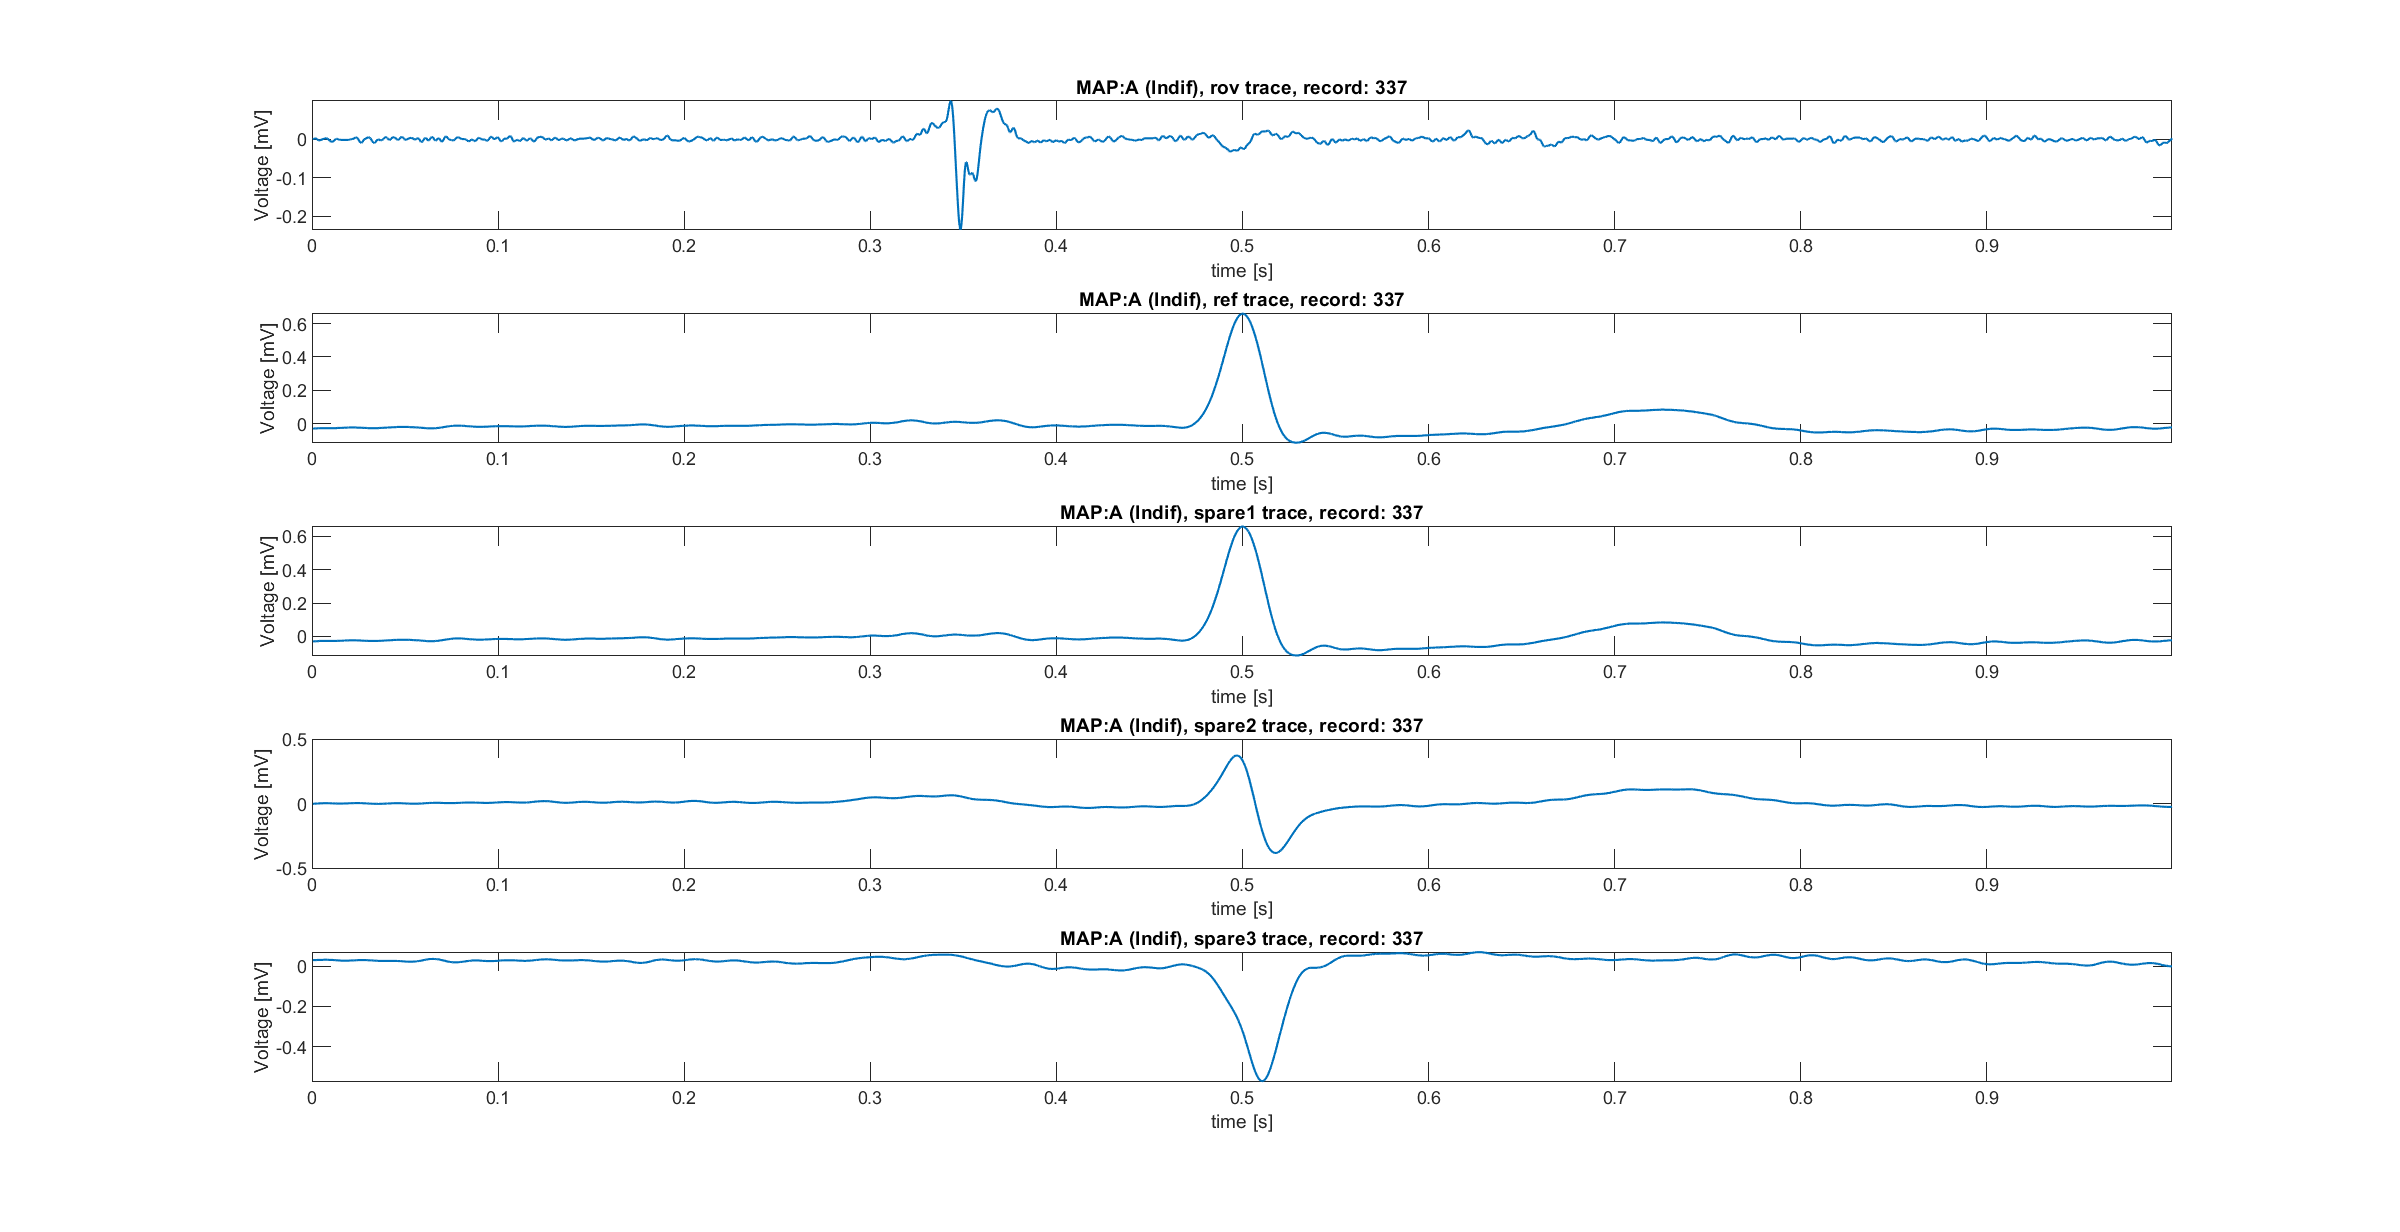 MAP:A (Indif), rov trace, record: 337
Voltage [mV]
0
-0.1
-0.2
0 0.1 0.2 0.3 0.4 0.5 0.6 0.7 0.8 0.9
time [s]
MAP:A (Indif), ref trace, record: 337
Voltage [mV]
0.6
0.4
0.2
0
0 0.1 0.2 0.3 0.4 0.5 0.6 0.7 0.8 0.9
time [s]
MAP:A (Indif), spare1 trace, record: 337
Voltage [mV]
0.6
0.4
0.2
0
0 0.1 0.2 0.3 0.4 0.5 0.6 0.7 0.8 0.9
time [s]
MAP:A (Indif), spare2 trace, record: 337
Voltage [mV]
0.5
0
-0.5
0 0.1 0.2 0.3 0.4 0.5 0.6 0.7 0.8 0.9
time [s]
MAP:A (Indif), spare3 trace, record: 337
Voltage [mV]
0
-0.2
-0.4
0 0.1 0.2 0.3 0.4 0.5 0.6 0.7 0.8 0.9
time [s]